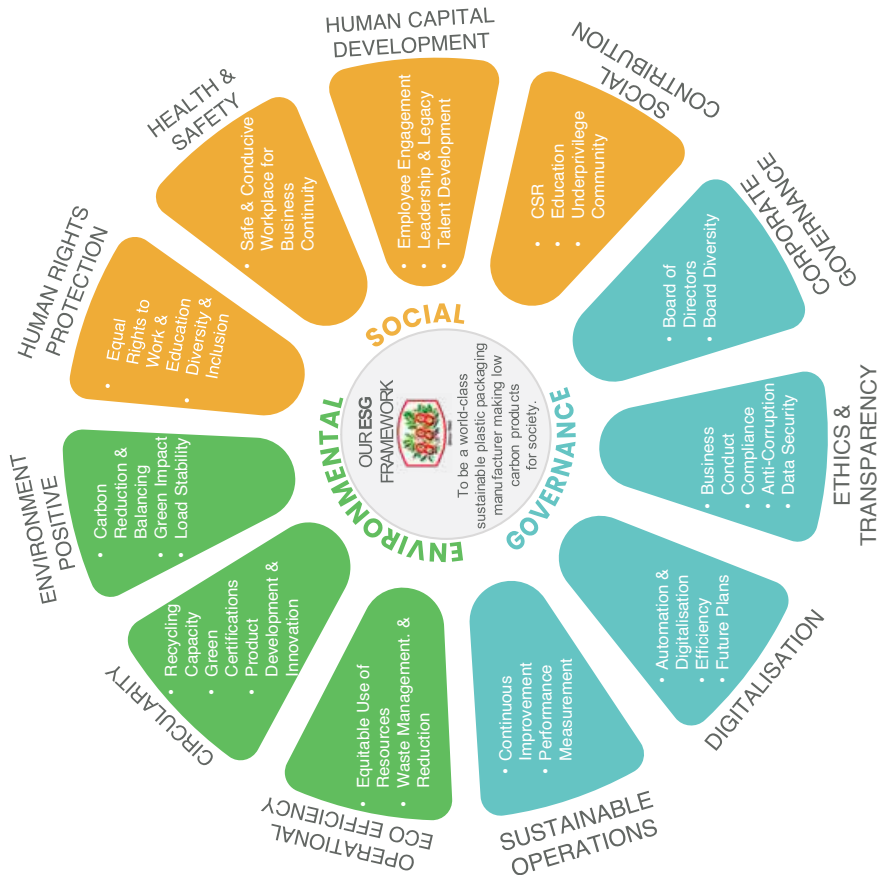 OUR ESG
FRAMEWORK
888
To be a world-class
sustainable plastic packaging
manufacturer making low
carbon products
for society.
SOCIAL
HUMAN RIGHTS
PROTECTION
• Equal
Rights to
Work &
Education
• Diversity &
Inclusion
HEALTH &
SAFETY
• Safe & Conducive
Workplace for
Business
Continuity
HUMAN CAPITAL
DEVELOPMENT
• Employee Engagement
• Leadership & Legacy
• Talent Development
SOCIAL
CONTRIBUTION
• CSR
• Education
• Underprivilege
Community
GOVERNANCE
CORPORATE
GOVERNANCE
• Board of
Directors
• Board Diversity
ETHICS &
TRANSPARENCY
• Business
Conduct
• Compliance
• Anti-Corruption
• Data Security
DIGITALISATION
• Automation &
Digitalisation
• Efficiency
• Future Plans
SUSTAINABLE
OPERATIONS
• Continuous
Improvement
• Performance
Measurement
ENVIRONMENTAL
OPERATIONAL
ECO EFFICIENCY
• Equitable Use of
Resources
• Waste Management. &
Reduction
CIRCULARITY
• Recycling
Capacity
• Green
Certifications
• Product
Development &
Innovation
ENVIRONMENT
POSITIVE
• Carbon
Reduction &
Balancing
• Green Impact
• Load Stability